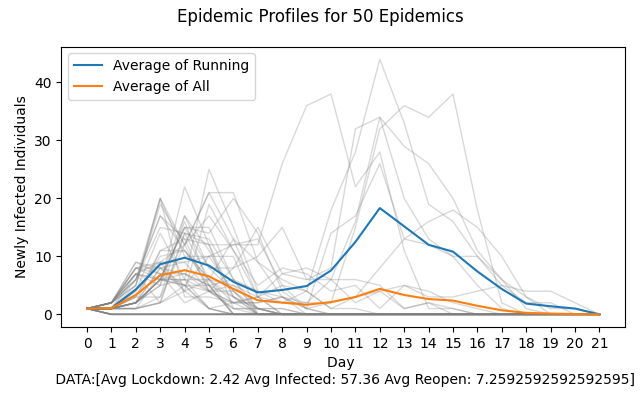 Epidemic Profiles for 50 Epidemics
Average of Running
Average of All
Newly Infected Individuals
40
30
20
10
0
0 1 2 3 4 5 6 7 8 9 10 11 12 13 14 15 16 17 18 19 20 21
Day
DATA:[Avg Lockdown: 2.42 Avg Infected: 57.36 Avg Reopen: 7.2592592592592595]